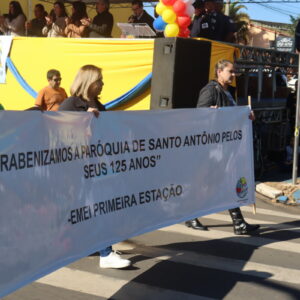 RABENIZAMOS A PARÓQUIA DE SANTO ANTÔNIO PELOS
SEUS 125 ANOS"
-EMEI PRIMEIRA ESTAÇÃO